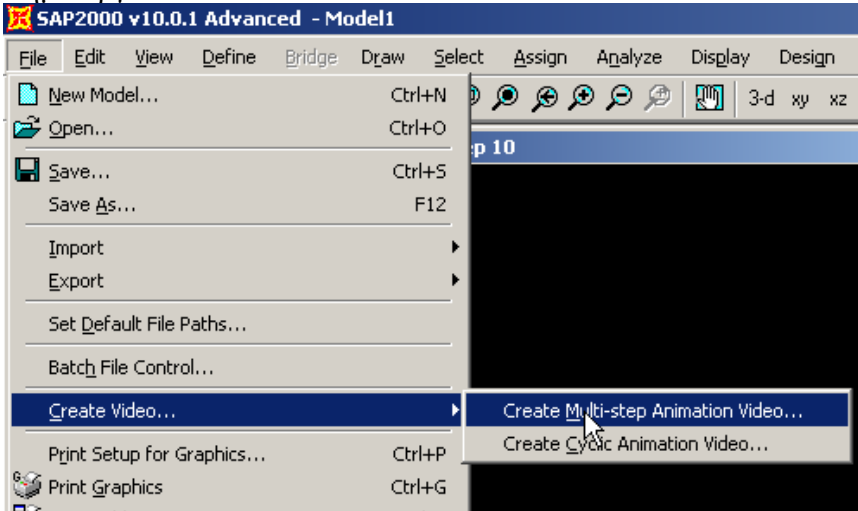 SAP2000 v10.0.1 Advanced - Model1
File Edit View Define Bridge Draw Select Assign Analyze Display Design
3-d xy xz
New Model... Ctrl+N
Open... Ctrl+O
ep 10
Save... Ctrl+S
Save As... F12
Import
Export
Set Default File Paths...
Batch File Control...
Create Video... Create Multi-step Animation Video...
Create Cyclic Animation Video...
Print Setup for Graphics... Ctrl+P
Print Graphics Ctrl+G